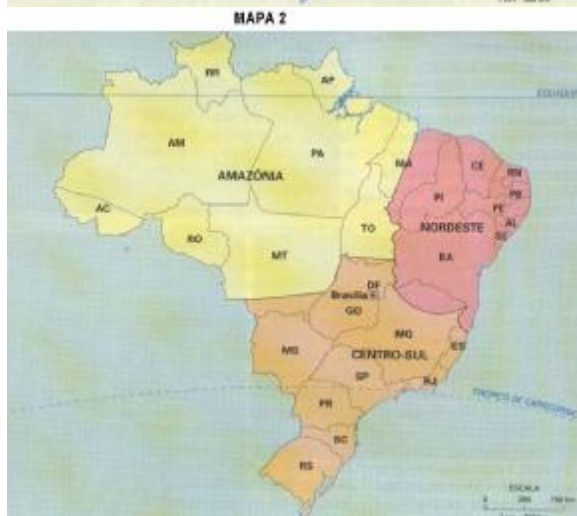 MAPA 2
RR
AP
EQUADOR
AM
PA
MA
CE
RN
AMAZÔNIA
PI
PB
PE
AC
TO
NORDESTE
AL
SE
RO
MT
BA
DF
Brasília
GO
MG
ES
MS
CENTRO-SUL
SP
RJ
TRÓPICO DE CAPRICÓRNIO
PR
SC
RS
ESCALA
0